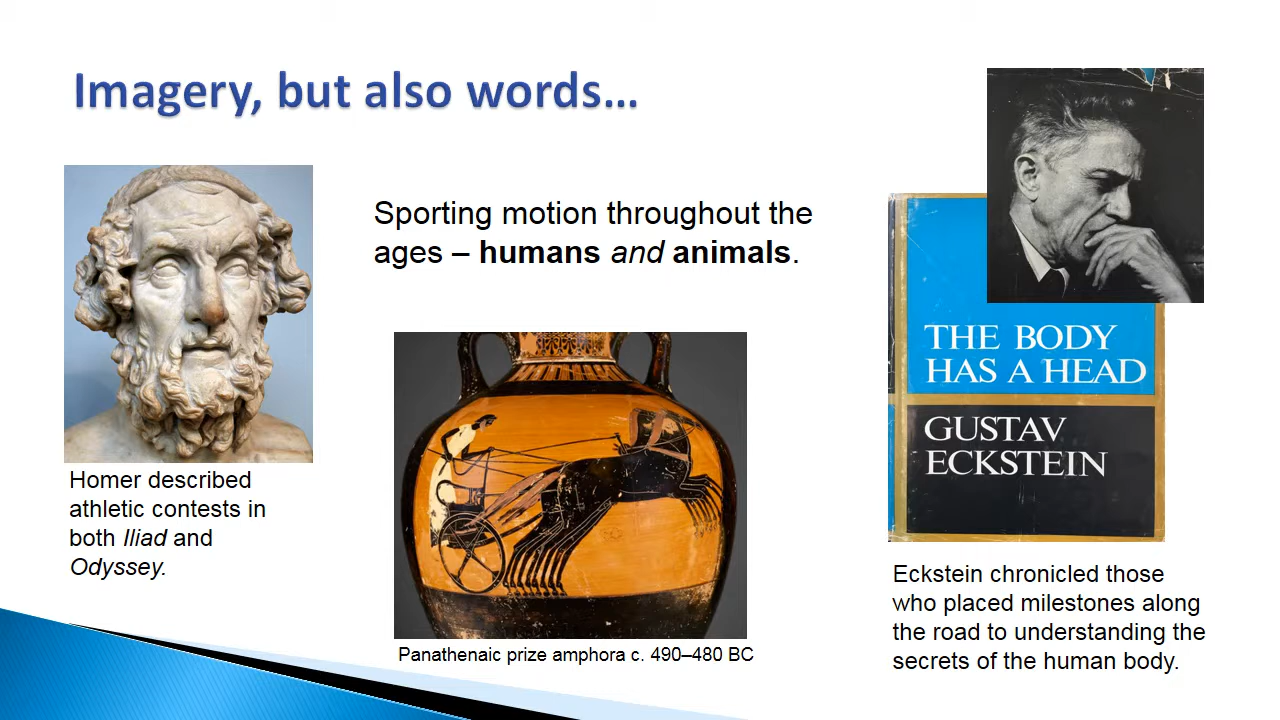 Imagery, but also words…
Sporting motion throughout the
ages – humans and animals.
Homer described
athletic contests in
both Iliad and
Odyssey.
Panathenaic prize amphora c. 490–480 BC
THE BODY
HAS A HEAD
GUSTAV
ECKSTEIN
Eckstein chronicled those
who placed milestones along
the road to understanding the
secrets of the human body.